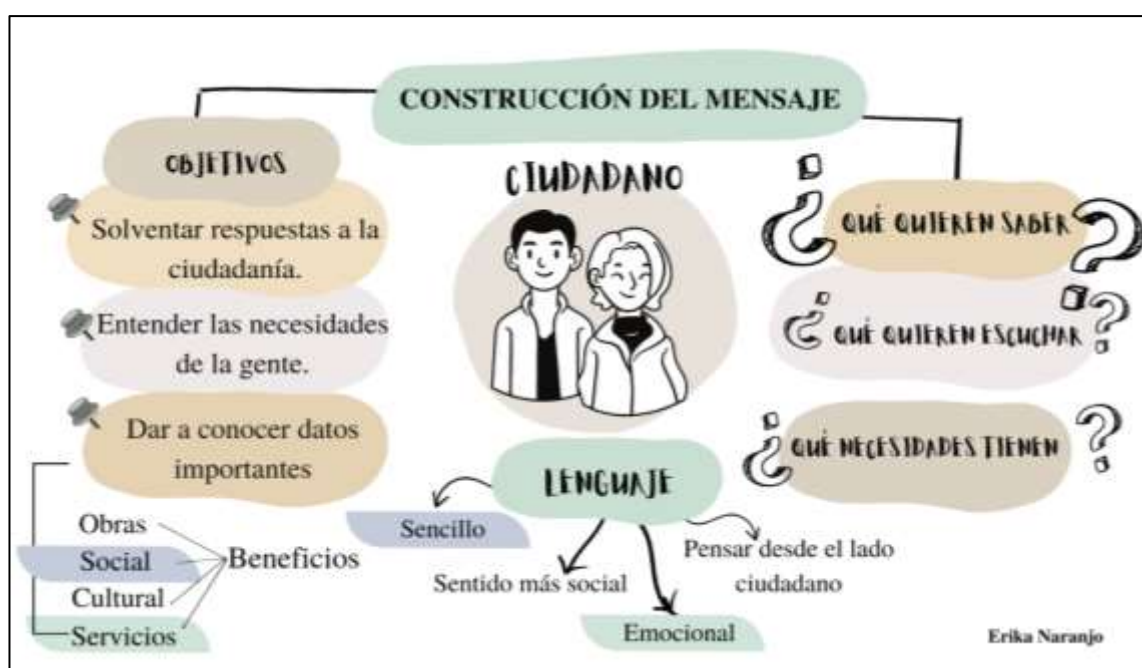 CONSTRUCCIÓN DEL MENSAJE
OBJETIVOS
Solventar respuestas a la
ciudadanía.
Entender las necesidades
de la gente.
Dar a conocer datos
importantes
Obras
Social
Cultural
Servicios
Beneficios
CIUDADANO
LENGUAJE
Sencillo
Sentido más social
Emocional
Pensar desde el lado
ciudadano
¿QUÉ QUIEREN SABER?
¿QUÉ QUIEREN ESCUCHAR?
¿QUÉ NECESIDADES TIENEN?
Erika Naranjo